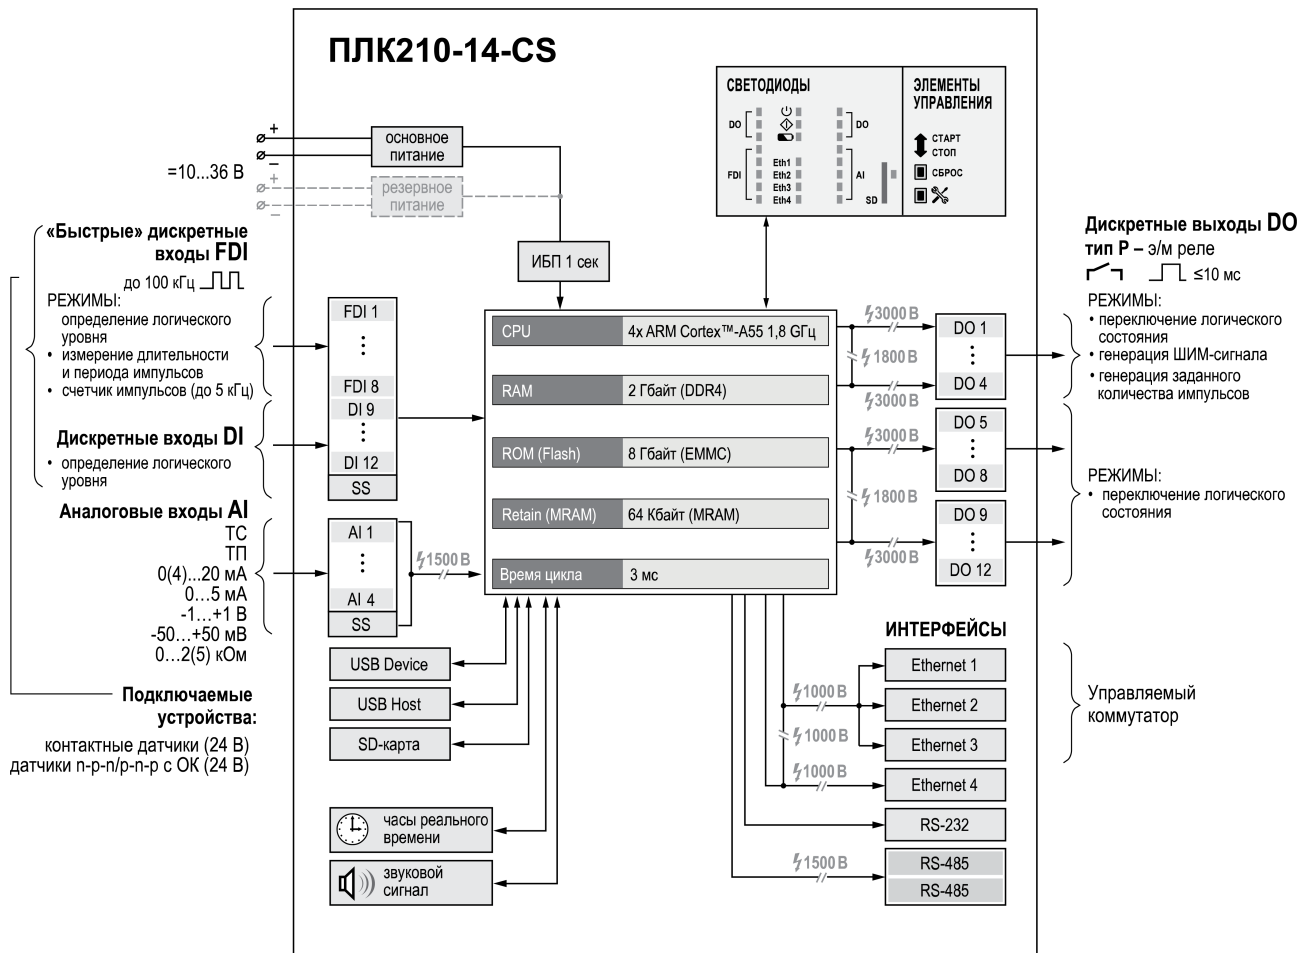 ПЛК210-14-CS
СВЕТОДИОДЫ
DO
DO
FDI
Eth1
Eth2
Eth3
Eth4
AI
SD
ЭЛЕМЕНТЫ
УПРАВЛЕНИЯ
СТАРТ
СТОП
СБРОС
+
–
=10...36 В
+
–
основное
питание
резервное
питание
ИБП 1 сек
«Быстрые» дискретные
входы FDI
до 100 кГц
РЕЖИМЫ:
определение логического
уровня
• измерение длительности
и периода импульсов
• счетчик импульсов (до 5 кГц)
Дискретные входы DI
• определение логического
уровня
Аналоговые входы AI
ТС
ТП
0(4)...20 мА
0...5 мА
-1...+1 В
-50...+50 мВ
0...2(5) кОм
Подключаемые
устройства:
контактные датчики (24 В)
датчики n-p-n/p-n-p с ОК (24 В)
FDI 1
FDI 8
DI 9
DI 12
SS
AI 1
AI 4
SS
1500 В
USB Device
USB Host
SD-карта
часы реального
времени
звуковой
сигнал
CPU 4x ARM Cortex™-A55 1,8 ГГц
RAM 2 Гбайт (DDR4)
ROM (Flash) 8 Гбайт (EMMC)
Retain (MRAM) 64 Кбайт (MRAM)
Время цикла 3 мс
3000 В
1800 В
3000 В
3000 В
1800 В
3000 В
DO 1
DO 4
DO 5
DO 8
DO 9
DO 12
Дискретные выходы DO
тип Р – э/м реле
≤10 мс
РЕЖИМЫ:
• переключение логического
состояния
• генерация ШИМ-сигнала
• генерация заданного
количества импульсов
РЕЖИМЫ:
• переключение логического
состояния
ИНТЕРФЕЙСЫ
1000 В
1000 В
1000 В
1500 В
Ethernet 1
Ethernet 2
Ethernet 3
Ethernet 4
RS-232
RS-485
RS-485
Управляемый
коммутатор